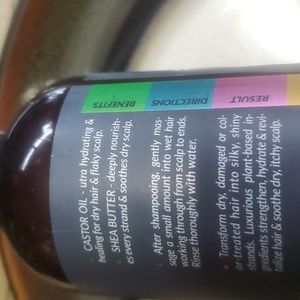 BENEFITS
• CASTOR OIL - utra hydrating &
healing for dry hair & flaky scalp.
• SHEA BUTTER - deeply nourish-
es every strand & soothes dry scalp.
DIRECTIONS
• After shampooing, gently mas-
sage a small amount into wet hair
working through from scalp to ends.
Rinse thoroughly with water.
RESULT
• Transform dry, damaged or col-
or-treated hair into silky, shiny
strands. Luxurious plant-based in-
gredients strengthen, hydrate & revi-
talize hair & soothe dry, itchy scalp.